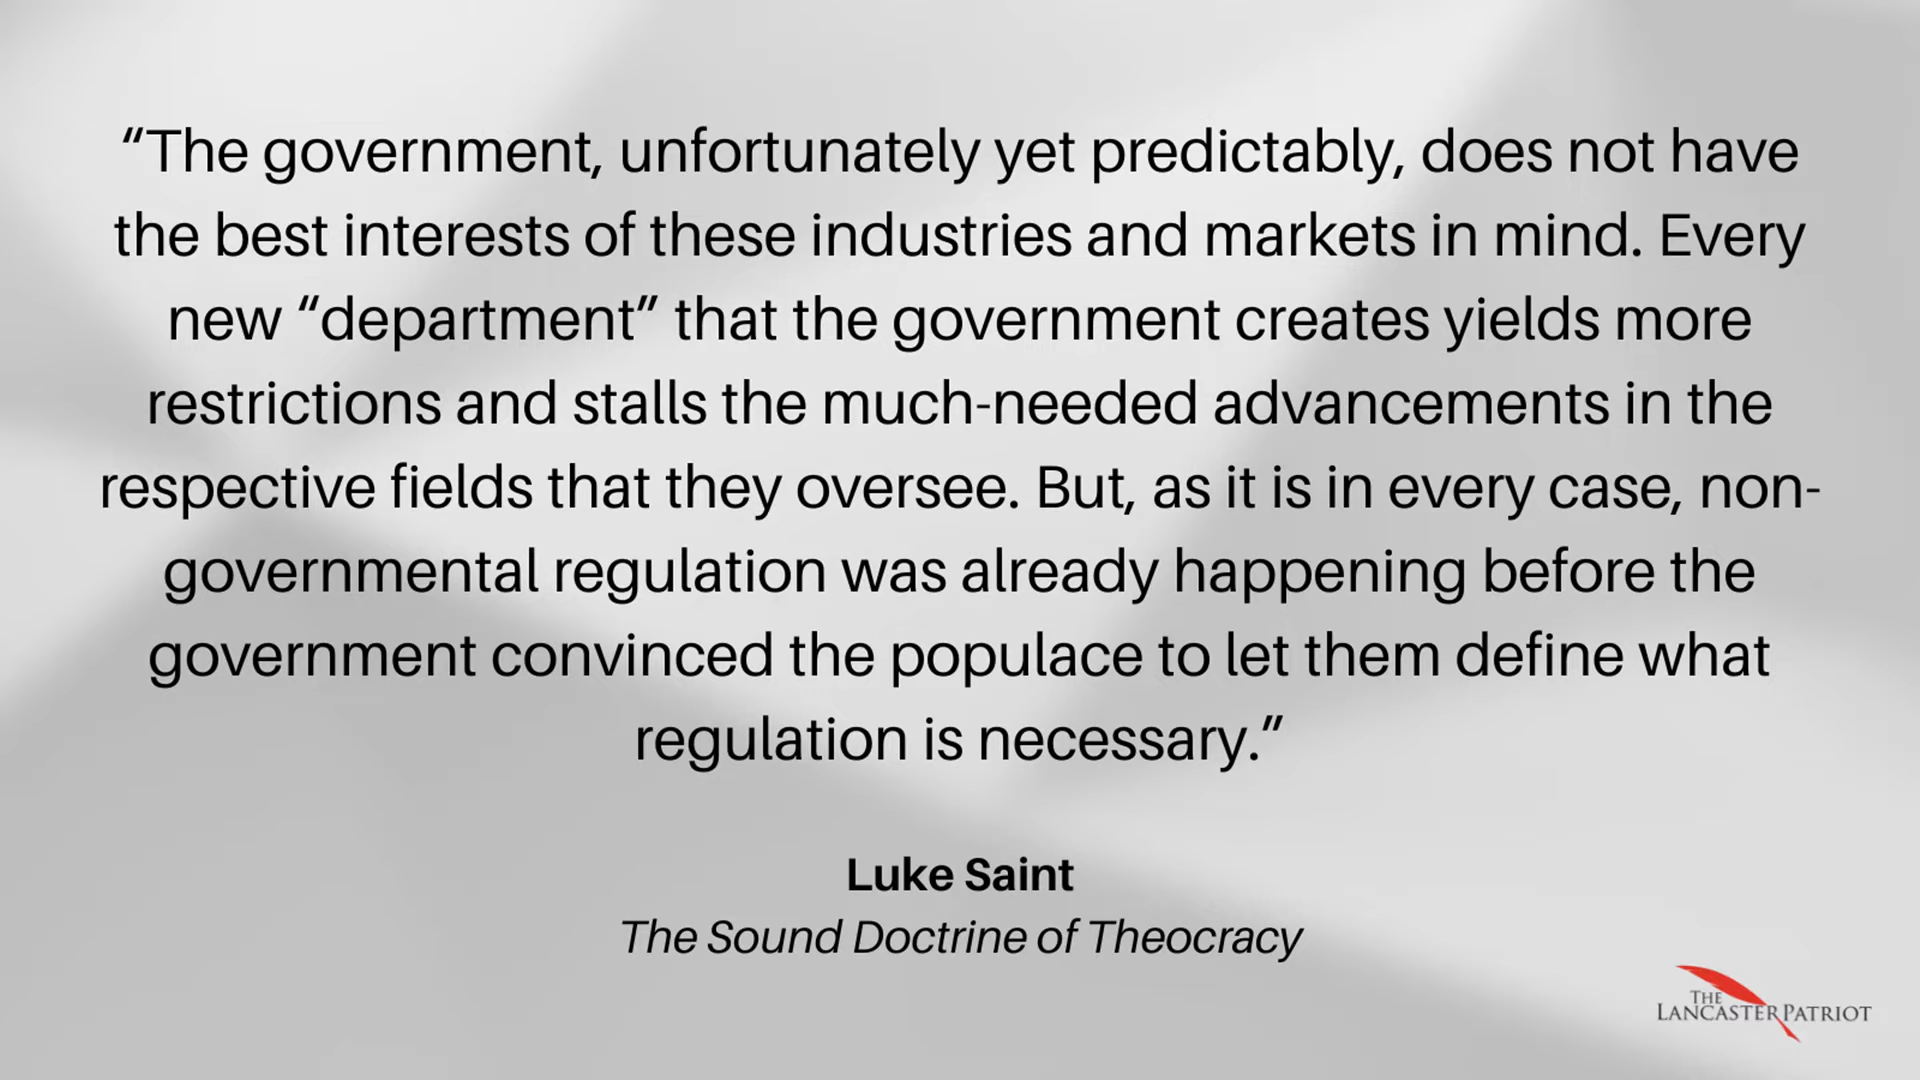 “The government, unfortunately yet predictably, does not have
the best interests of these industries and markets in mind. Every
new “department” that the government creates yields more
restrictions and stalls the much-needed advancements in the
respective fields that they oversee. But, as it is in every case, non-
governmental regulation was already happening before the
government convinced the populace to let them define what
regulation is necessary.”
Luke Saint
The Sound Doctrine of Theocracy
THE
LANCASTER PATRIOT